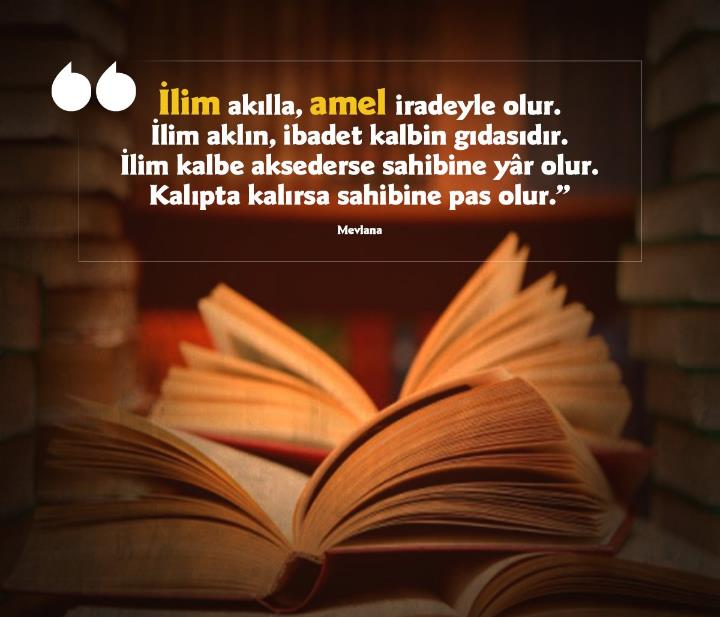 “İlim akılla, amel iradeyle olur.
İlim aklın, ibadet kalbin gıdasıdır.
İlim kalbe aksederse sahibine yâr olur.
Kalıpta kalırsa sahibine pas olur.”
Mevlana